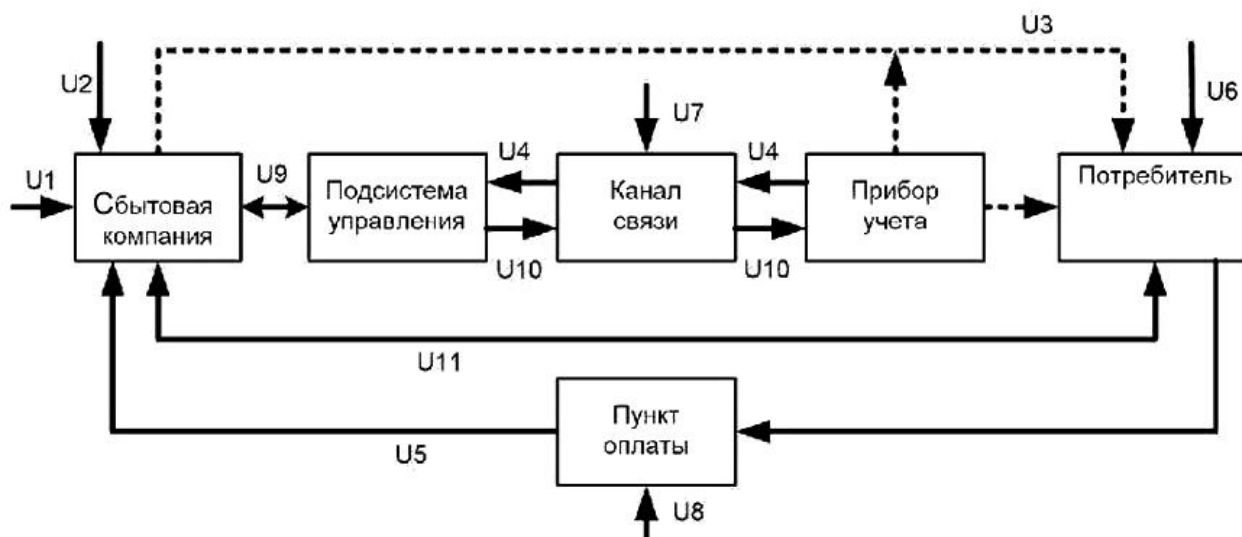 U3
U2
U6
U7
U1
U9
U4
U4
Сбытовая
компания
Подсистема
управления
Канал
связи
Прибор
учета
Потребитель
U10
U10
U11
Пункт
оплаты
U5
U8